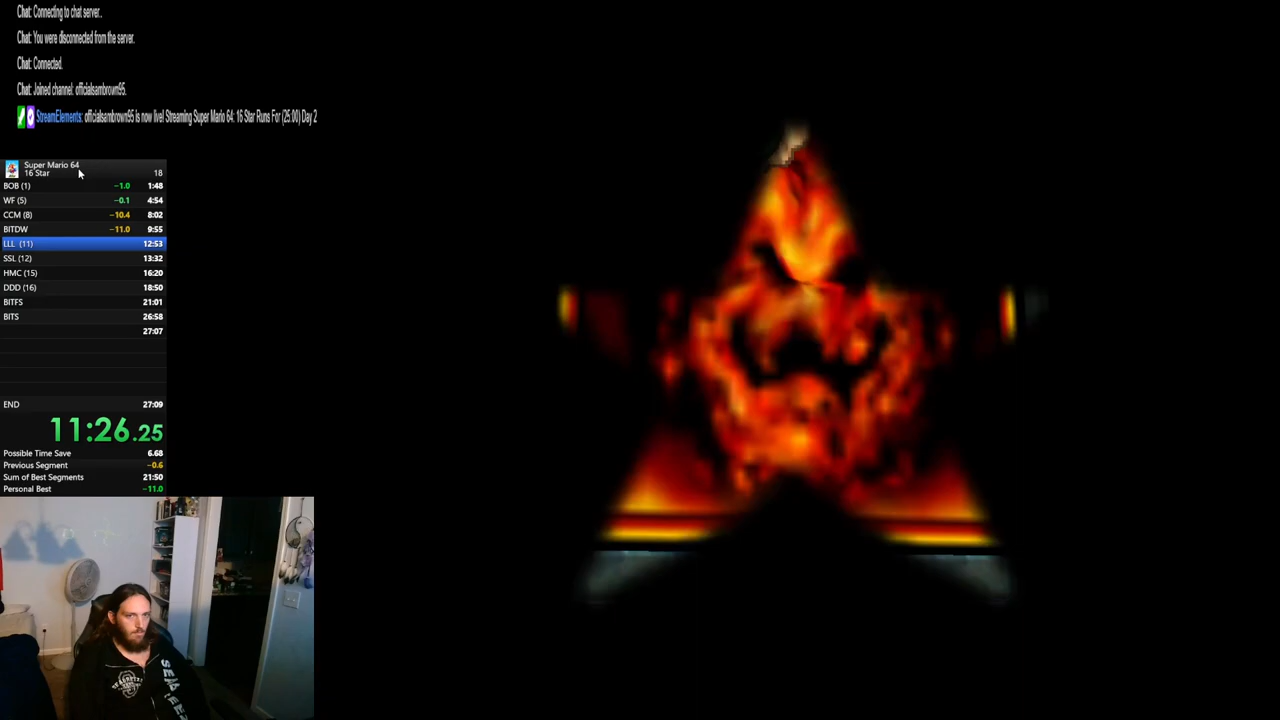 Chat: Connecting to chat server..
Chat: You were disconnected from the server.
Chat: Connected.
Chat: Joined channel: officialsambrown95.
StreamElements: officialsambrown95 is now live! Streaming Super Mario 64: 16 Star Runs For (25:00) Day 2
Super Mario 64
16 Star 18
BOB (1) -1.0 1:48
WF (5) -0.1 4:54
CCM (8) -10.4 8:02
BITDW -11.0 9:55
LLL (11) 12:53
SSL (12) 13:32
HMC (15) 16:20
DDD (16) 18:50
BITFS 21:01
BITS 26:58
27:07
END 27:09
11:26.25
Possible Time Save 6.68
Previous Segment -0.6
Sum of Best Segments 21:50
Personal Best -11.0